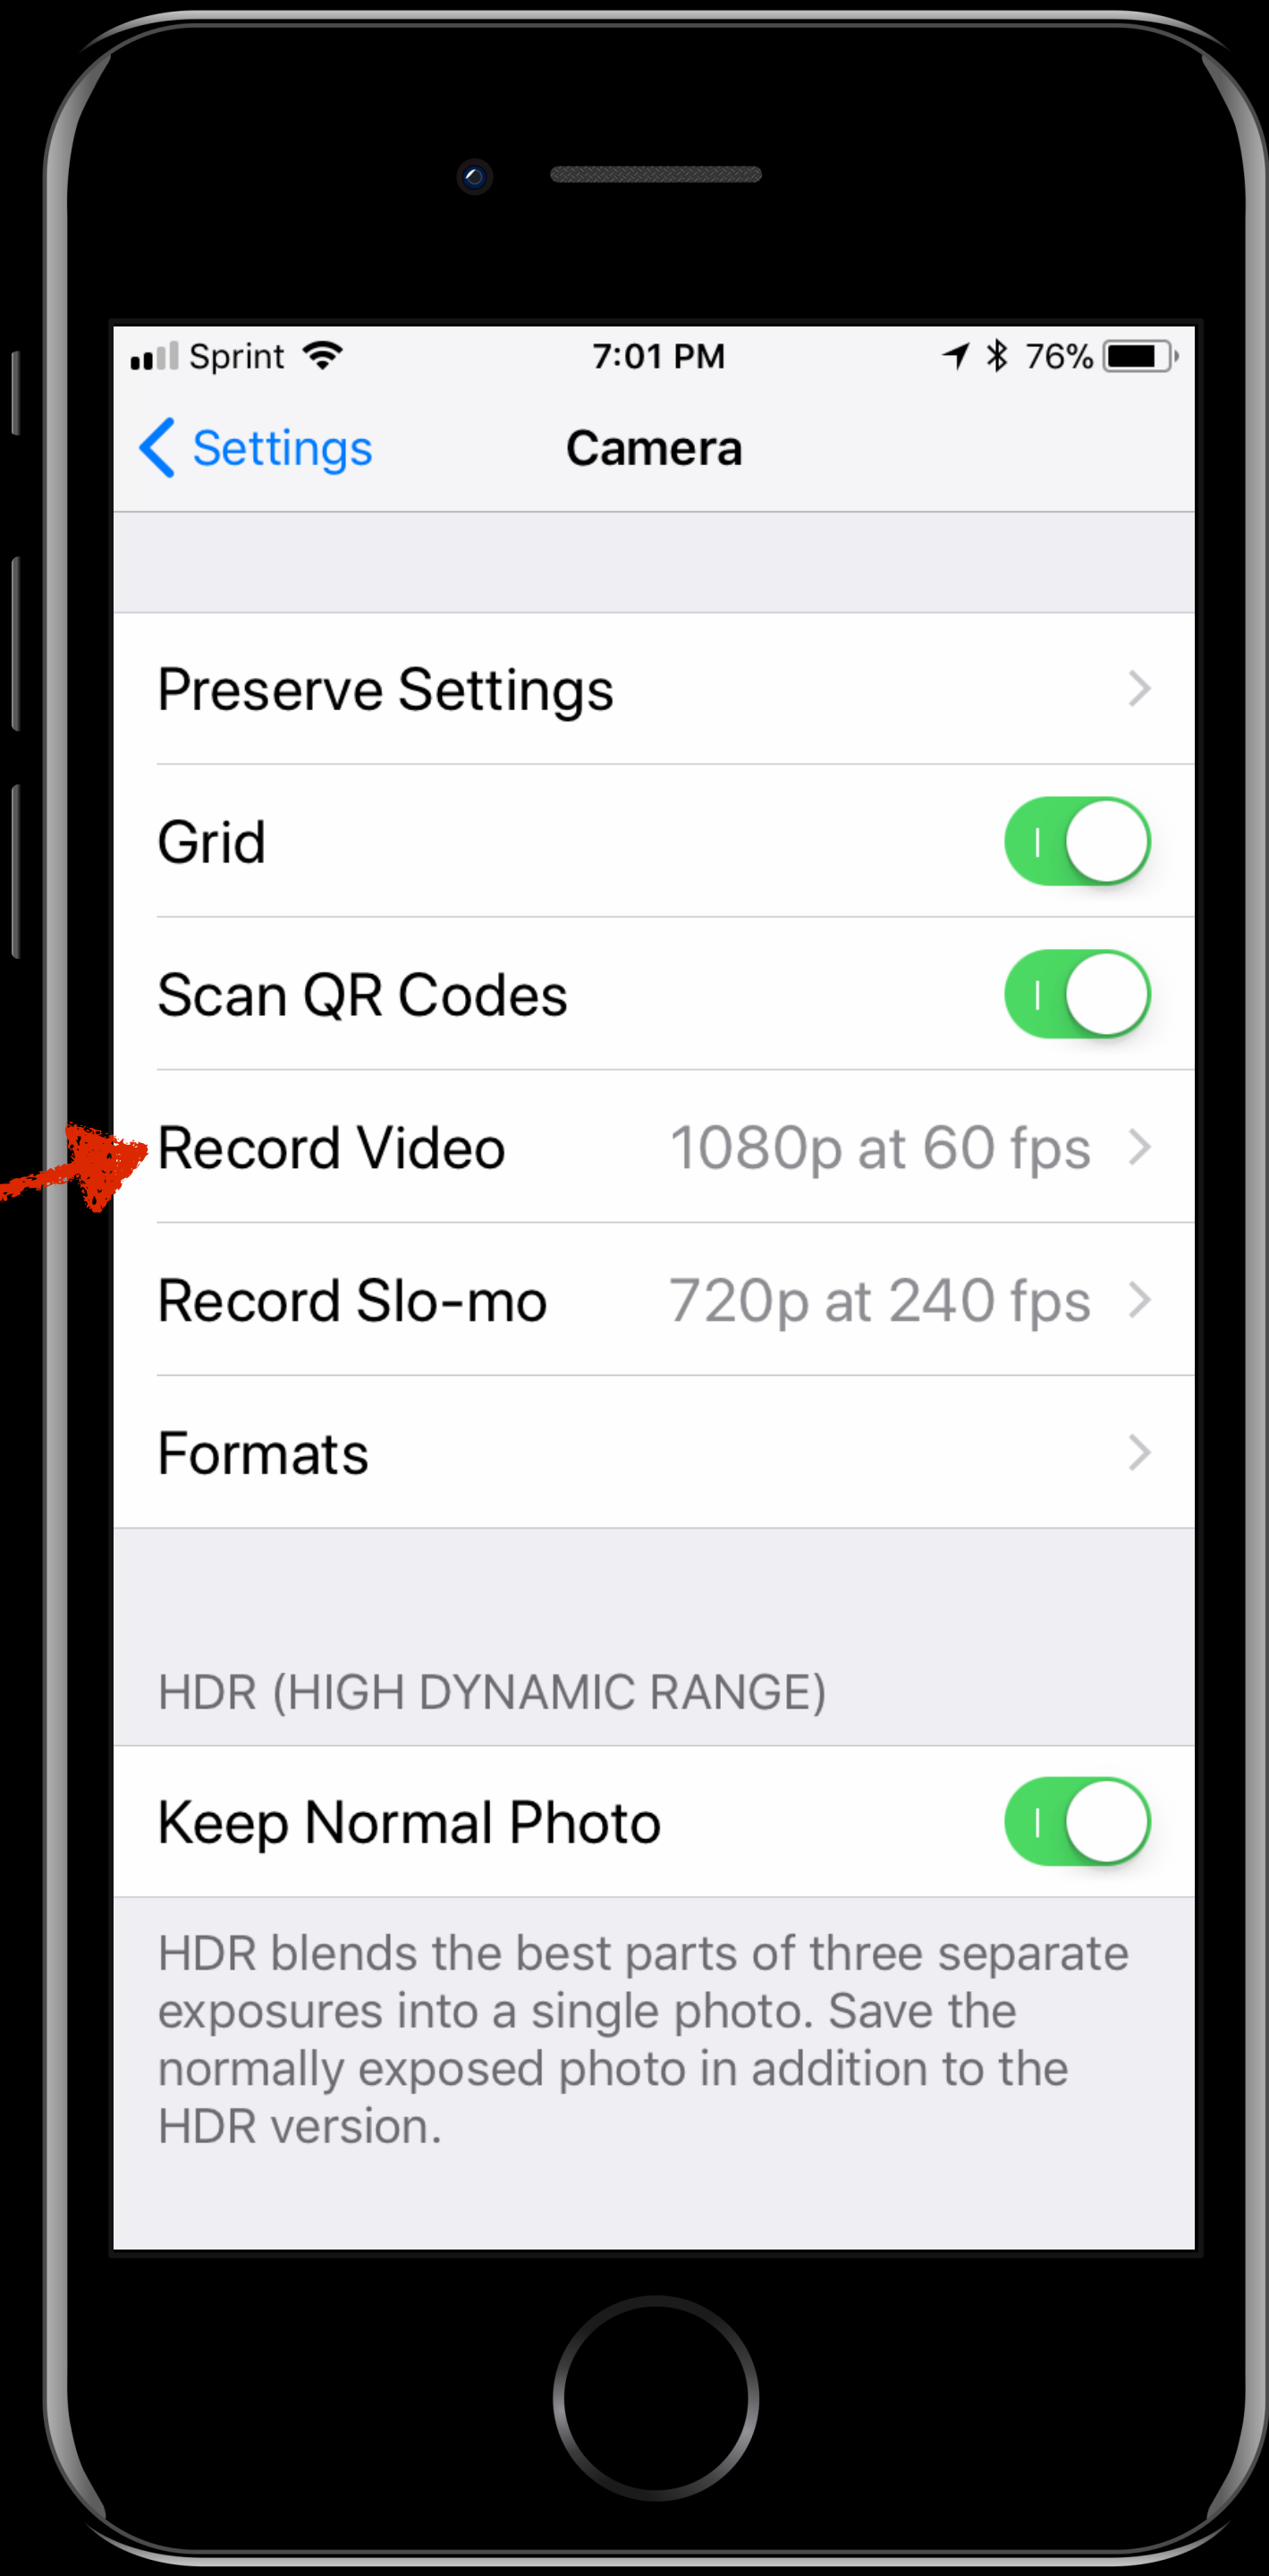 Sprint 7:01 PM 76%
Settings Camera
Preserve Settings
Grid
Scan QR Codes
Record Video 1080p at 60 fps
Record Slo-mo 720p at 240 fps
Formats
HDR (HIGH DYNAMIC RANGE)
Keep Normal Photo
HDR blends the best parts of three separate
exposures into a single photo. Save the
normally exposed photo in addition to the
HDR version.